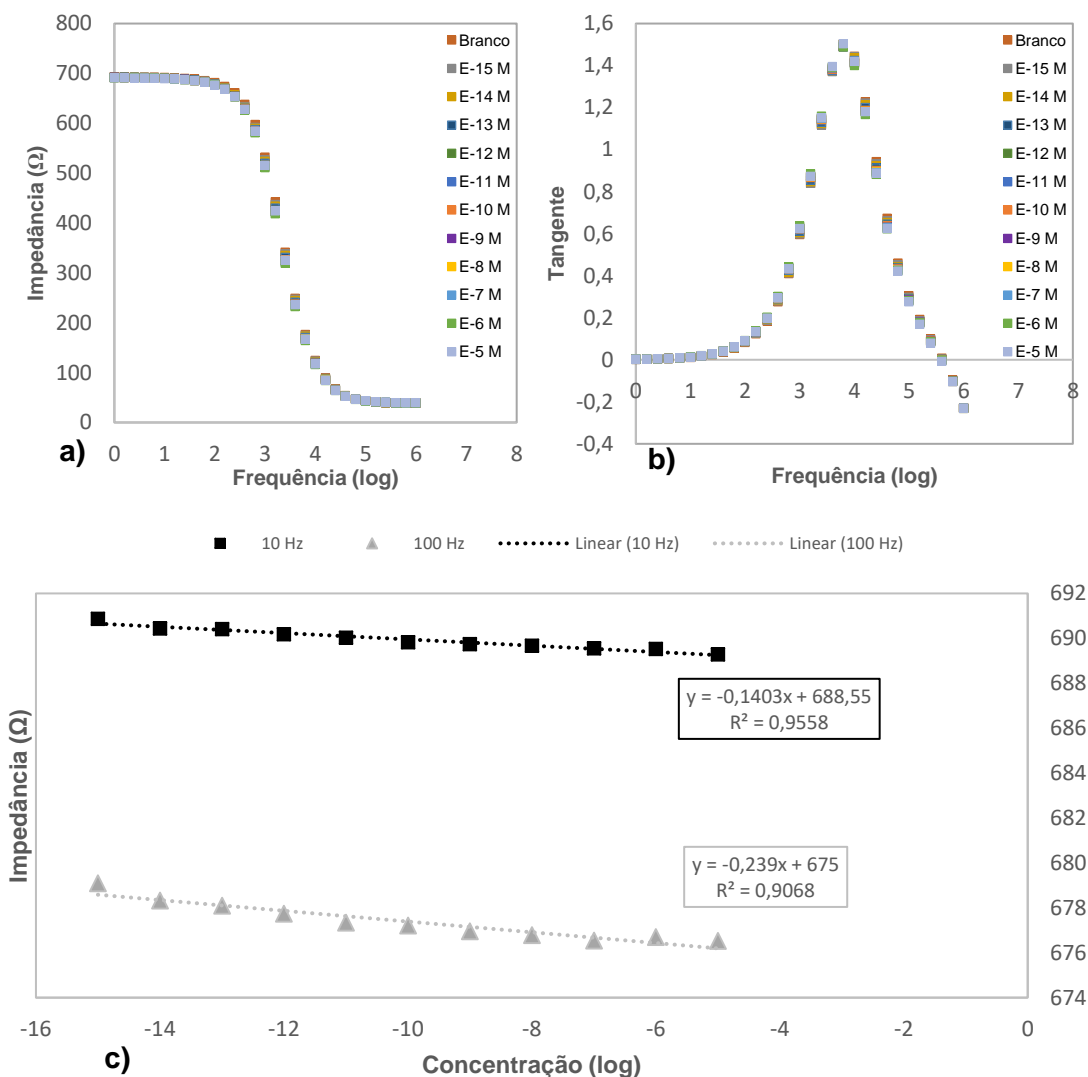 800
700
600
500
400
300
200
100
0
Impedância (Ω)
0 1 2 3 4 5 6 7 8
Frequência (log)
a)
Branco
E-15 M
E-14 M
E-13 M
E-12 M
E-11 M
E-10 M
E-9 M
E-8 M
E-7 M
E-6 M
E-5 M
1,6
1,4
1,2
1
0,8
0,6
0,4
0,2
0
-0,2
-0,4
Tangente
0 1 2 3 4 5 6 7 8
Frequência (log)
b)
Branco
E-15 M
E-14 M
E-13 M
E-12 M
E-11 M
E-10 M
E-9 M
E-8 M
E-7 M
E-6 M
E-5 M
10 Hz 100 Hz Linear (10 Hz) Linear (100 Hz)
Impedância (Ω)
692
690
688
686
684
682
680
678
676
674
y = -0,1403x + 688,55
R² = 0,9558
y = -0,239x + 675
R² = 0,9068
-16 -14 -12 -10 -8 -6 -4 -2 0
c)
Concentração (log)